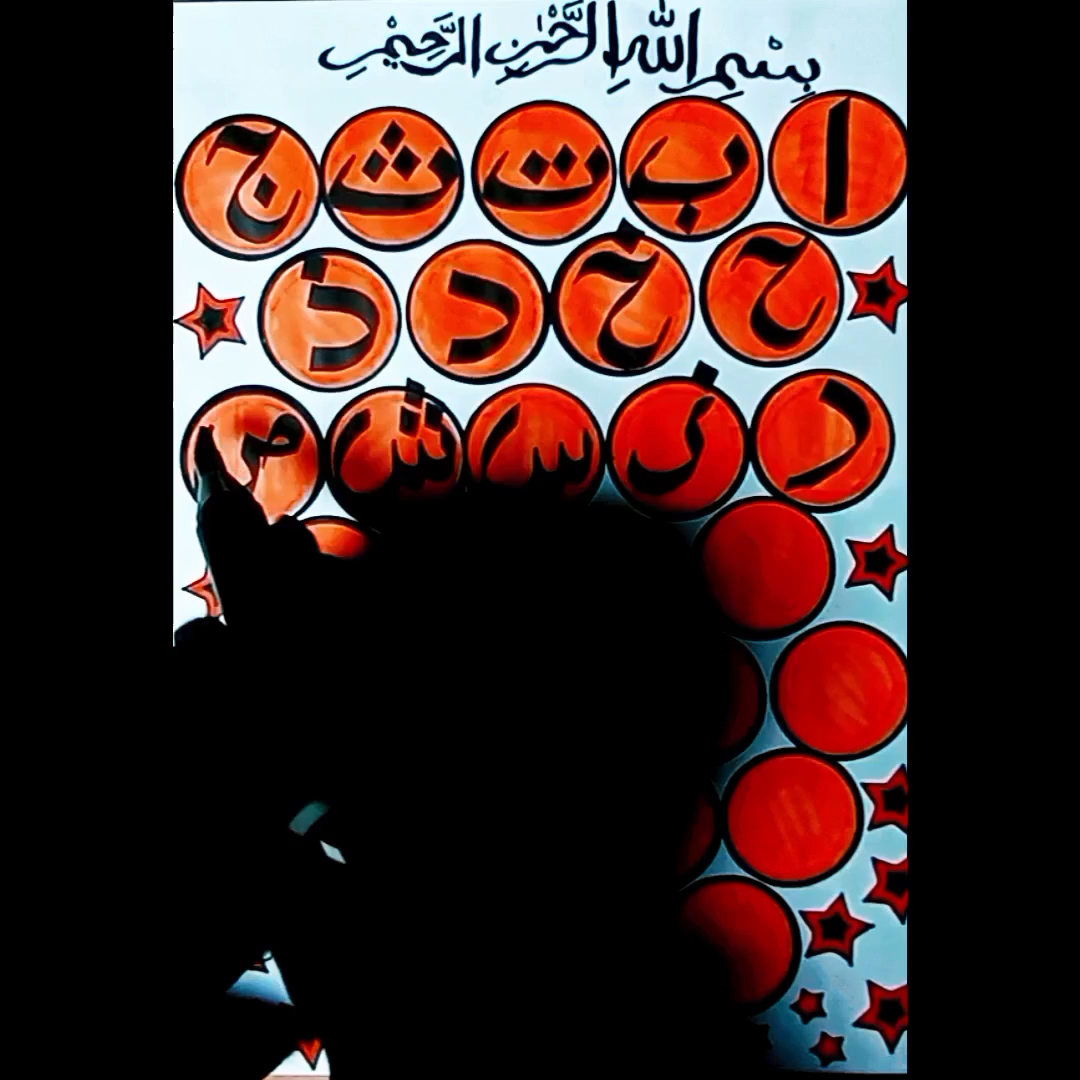 بِسْمِ اللّٰهِ الرَّحْمٰنِ الرَّحِيْمِ
ا ب ت ث ج
ح خ د ذ
ر ز س ش ص